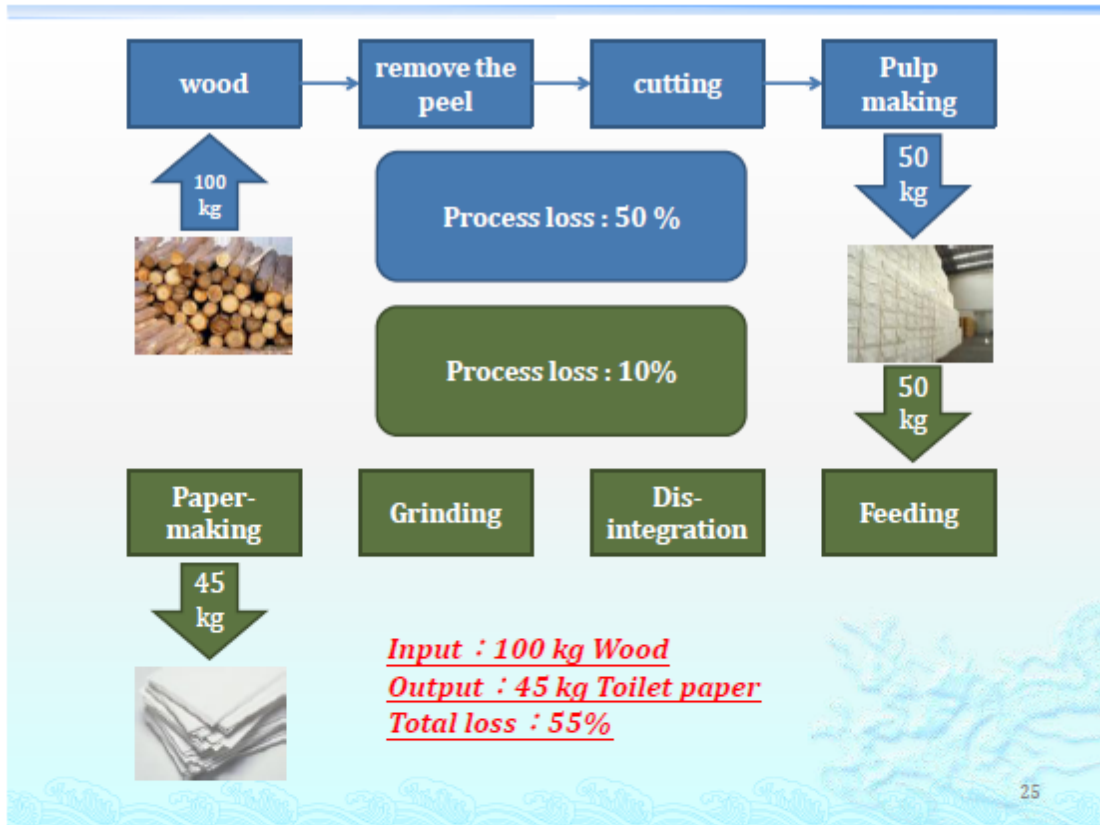 wood
remove the
peel
cutting
Pulp
making
100
kg
50
kg
Process loss : 50 %
Process loss : 10%
50
kg
Paper-
making
Grinding
Dis-
integration
Feeding
45
kg
Input：100 kg Wood
Output：45 kg Toilet paper
Total loss：55%
25